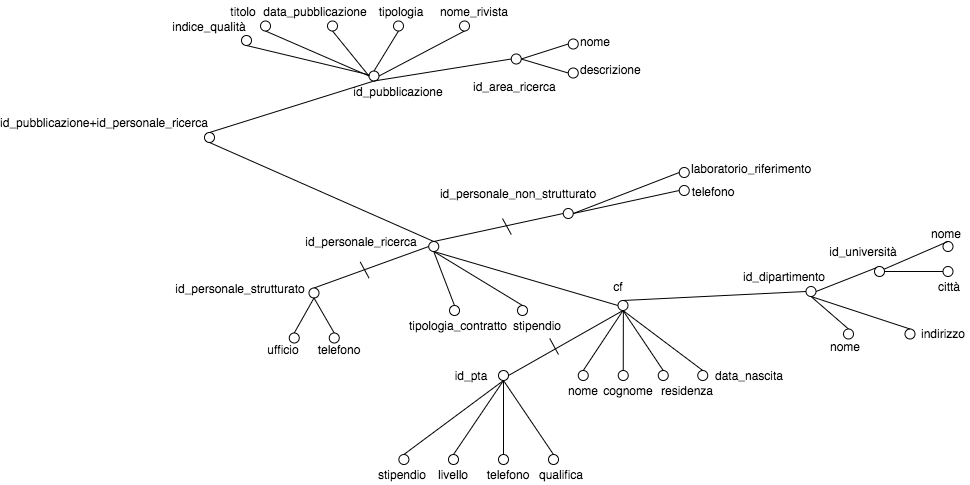 titolo data_pubblicazione tipologia nome_rivista
indice_qualità
nome
descrizione
id_pubblicazione
id_area_ricerca
id_pubblicazione+id_personale_ricerca
laboratorio_riferimento
id_personale_non_strutturato
telefono
nome
id_personale_ricerca
id_università
id_dipartimento
città
id_personale_strutturato
cf
tipologia_contratto stipendio
indirizzo
ufficio telefono
nome
id_pta
data_nascita
nome cognome residenza
stipendio livello telefono qualifica